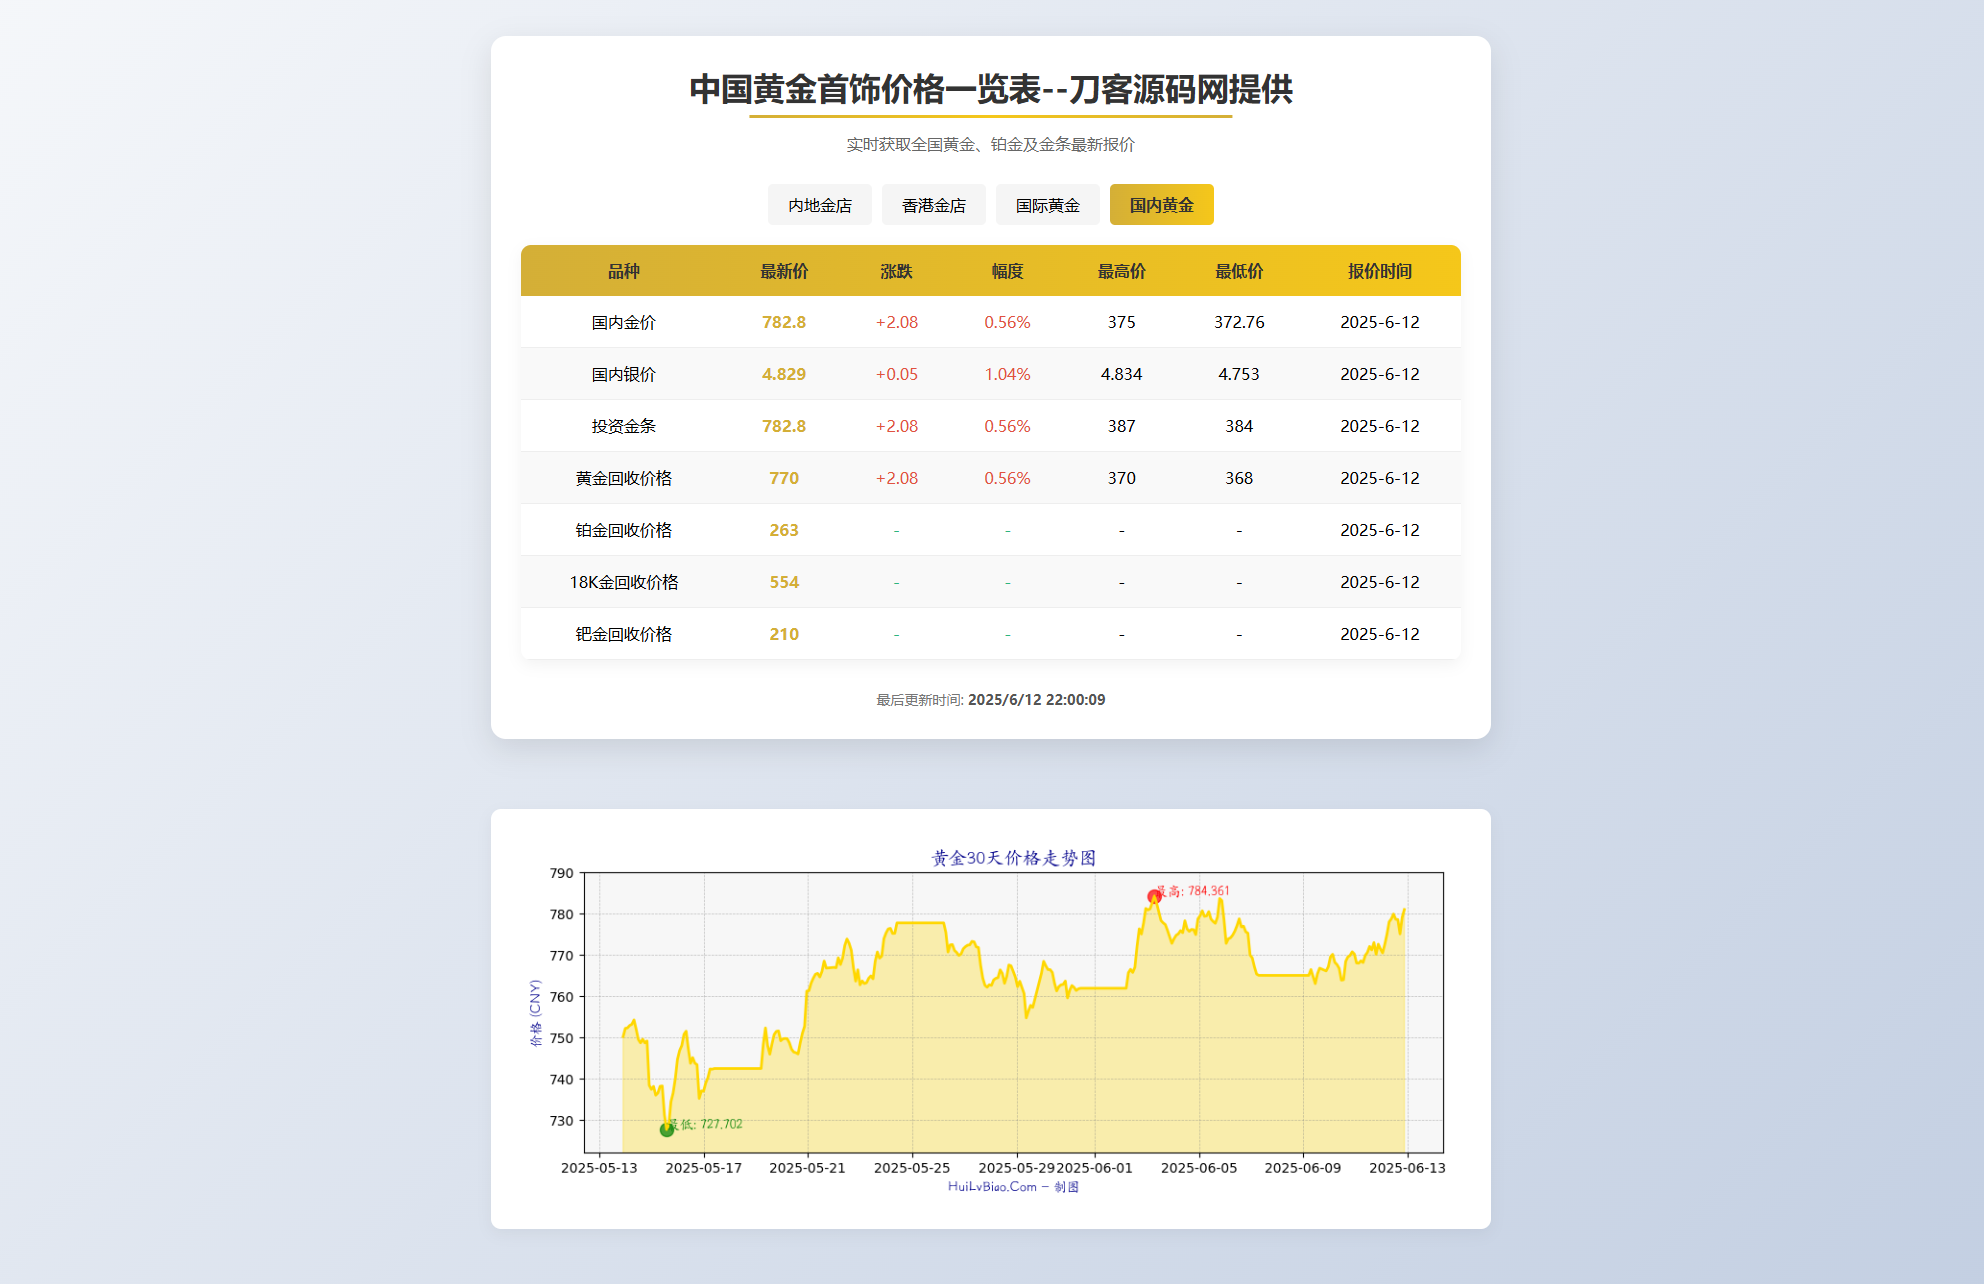 中国黄金首饰价格一览表--刀客源码网提供
实时获取全国黄金、铂金及金条最新报价
内地金店 香港金店 国际黄金 国内黄金
品种 最新价 涨跌 幅度 最高价 最低价 报价时间
国内金价 782.8 +2.08 0.56% 375 372.76 2025-6-12
国内银价 4.829 +0.05 1.04% 4.834 4.753 2025-6-12
投资金条 782.8 +2.08 0.56% 387 384 2025-6-12
黄金回收价格 770 +2.08 0.56% 370 368 2025-6-12
铂金回收价格 263 - - - - 2025-6-12
18K金回收价格 554 - - - - 2025-6-12
钯金回收价格 210 - - - - 2025-6-12
最后更新时间: 2025/6/12 22:00:09
黄金30天价格走势图
790
780
770
760
750
740
730
价格 (CNY)
最高: 784.361
最低: 727.702
2025-05-13 2025-05-17 2025-05-21 2025-05-25 2025-05-29 2025-06-01 2025-06-05 2025-06-09 2025-06-13
HuiLvBiao.Com - 制图